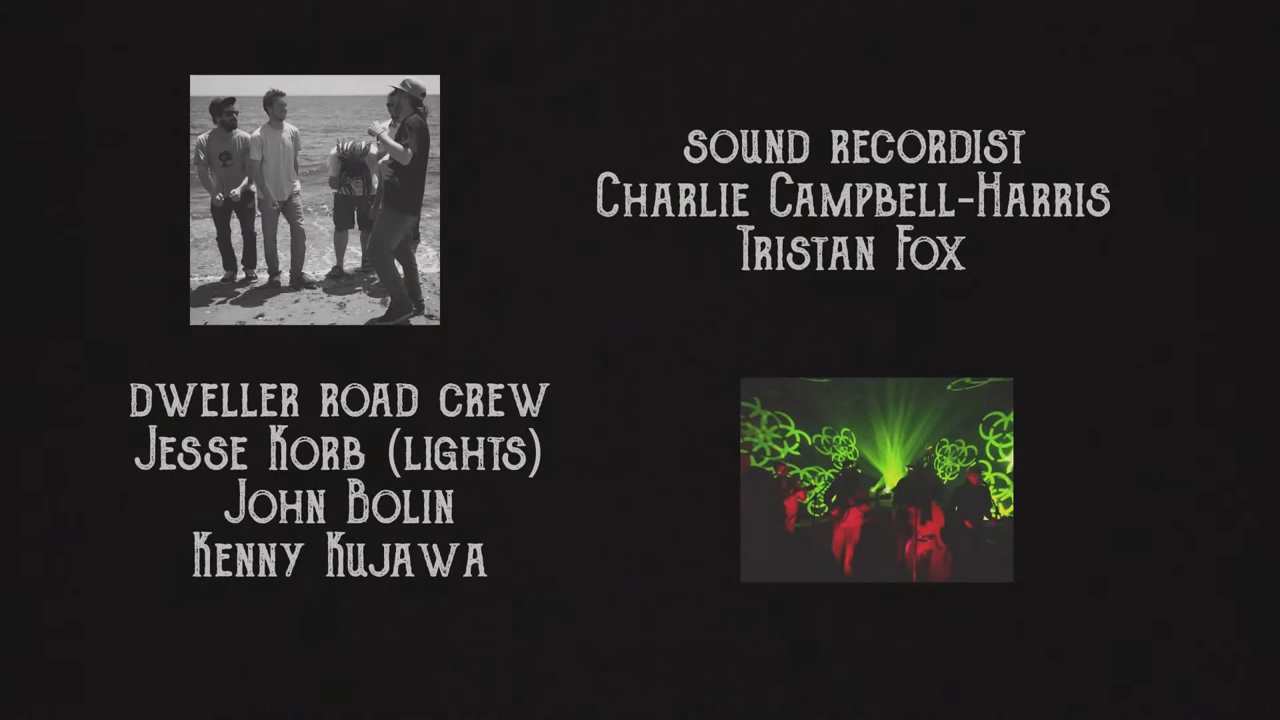 SOUND RECORDIST
CHARLIE CAMPBELL-HARRIS
TRISTAN FOX
DWELLER ROAD CREW
JESSE KORB (LIGHTS)
JOHN BOLIN
KENNY KUJAWA